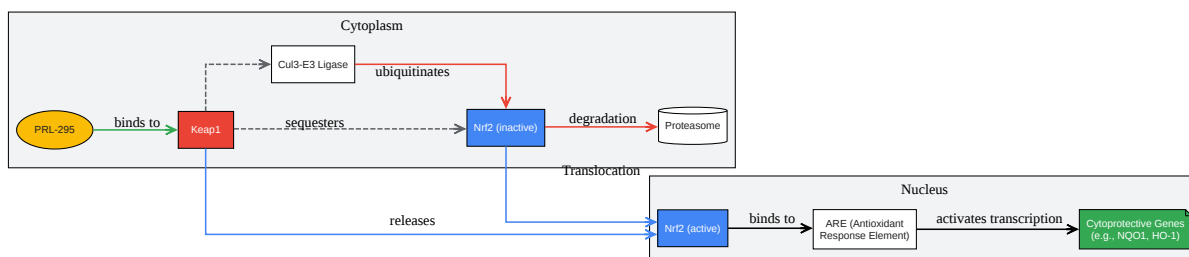 Cytoplasm
Cul3-E3 Ligase
ubiquitinates
PRL-295
binds to
Keap1
sequesters
Nrf2 (inactive)
degradation
Proteasome
Translocation
Nucleus
releases
Nrf2 (active)
binds to
ARE (Antioxidant
Response Element)
activates transcription
Cytoprotective Genes
(e.g., NQO1, HO-1)